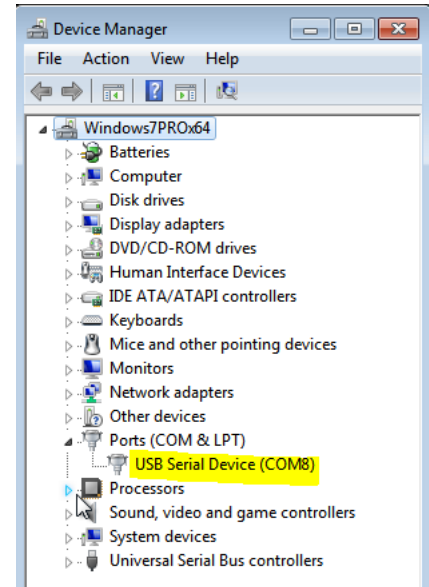 Device Manager
File Action View Help
Windows7PROx64
Batteries
Computer
Disk drives
Display adapters
DVD/CD-ROM drives
Human Interface Devices
IDE ATA/ATAPI controllers
Keyboards
Mice and other pointing devices
Monitors
Network adapters
Other devices
Ports (COM & LPT)
USB Serial Device (COM8)
Processors
Sound, video and game controllers
System devices
Universal Serial Bus controllers